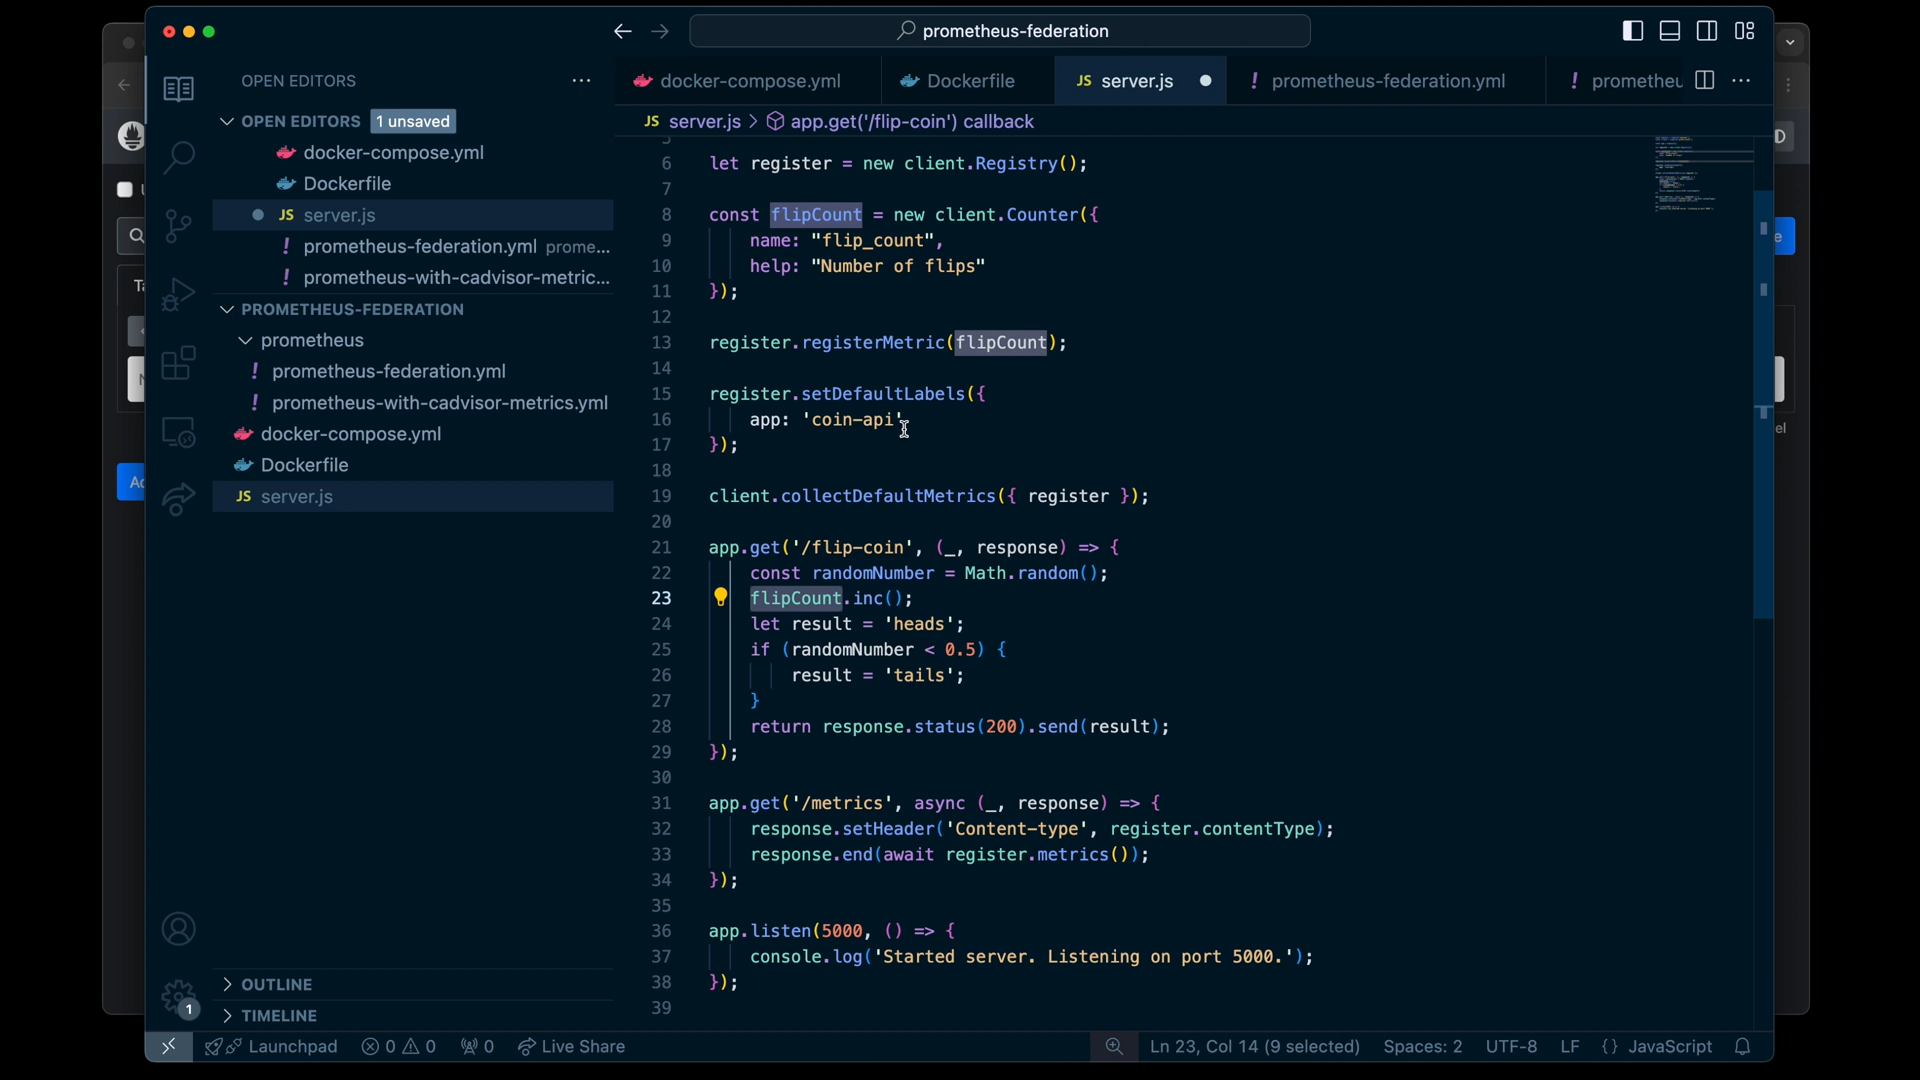 prometheus-federation
OPEN EDITORS
OPEN EDITORS 1 unsaved
docker-compose.yml
Dockerfile
JS server.js
! prometheus-federation.yml prome...
! prometheus-with-cadvisor-metric...
PROMETHEUS-FEDERATION
prometheus
! prometheus-federation.yml
! prometheus-with-cadvisor-metrics.yml
docker-compose.yml
Dockerfile
JS server.js
OUTLINE
TIMELINE
1
docker-compose.yml Dockerfile JS server.js ! prometheus-federation.yml ! prometheu
JS server.js > app.get('/flip-coin') callback
6 let register = new client.Registry();
7
8 const flipCount = new client.Counter({
9 name: "flip_count",
10 help: "Number of flips"
11 });
12
13 register.registerMetric(flipCount);
14
15 register.setDefaultLabels({
16 app: 'coin-api'
17 });
18
19 client.collectDefaultMetrics({ register });
20
21 app.get('/flip-coin', (_, response) => {
22 const randomNumber = Math.random();
23 flipCount.inc();
24 let result = 'heads';
25 if (randomNumber < 0.5) {
26 result = 'tails';
27 }
28 return response.status(200).send(result);
29 });
30
31 app.get('/metrics', async (_, response) => {
32 response.setHeader('Content-type', register.contentType);
33 response.end(await register.metrics());
34 });
35
36 app.listen(5000, () => {
37 console.log('Started server. Listening on port 5000.');
38 });
39
Launchpad 0 0 0 Live Share Ln 23, Col 14 (9 selected) Spaces: 2 UTF-8 LF {} JavaScript